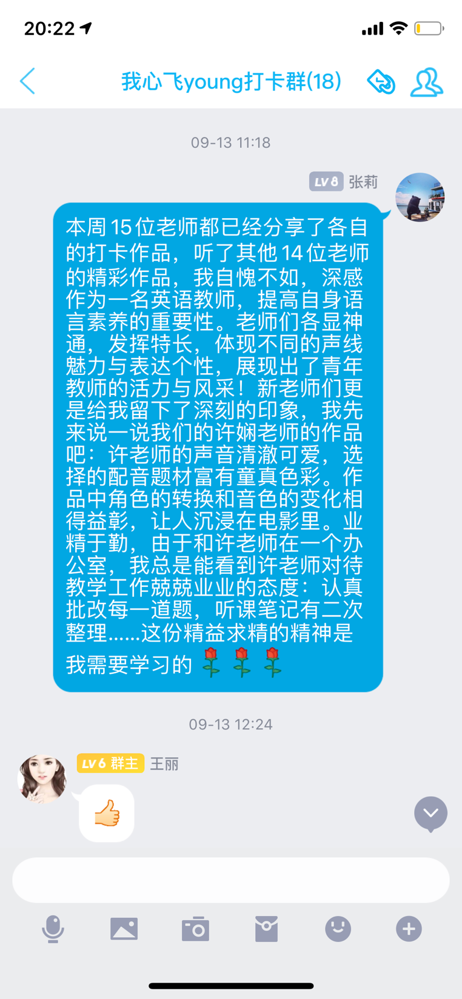 20:22
我心飞young打卡群(18)
09-13 11:18
LV 8 张莉
本周15位老师都已经分享了各自
的打卡作品，听了其他14位老师
的精彩作品，我自愧不如，深感
作为一名英语教师，提高自身语
言素养的重要性。老师们各显神
通，发挥特长，体现不同的声线
魅力与表达个性，展现出了青年
教师的活力与风采！新老师们更
是给我留下了深刻的印象，我先
来说一说我们的许娴老师的作品
吧：许老师的声音清澈可爱，选
择的配音题材富有童真色彩。作
品中角色的转换和音色的变化相
得益彰，让人沉浸在电影里。业
精于勤，由于和许老师在一个办
公室，我总是能看到许老师对待
教学工作兢兢业业的态度：认真
批改每一道题，听课笔记有二次
整理......这份精益求精的精神是
我需要学习的🌹🌹🌹
09-13 12:24
LV 6 群主 王丽
👍